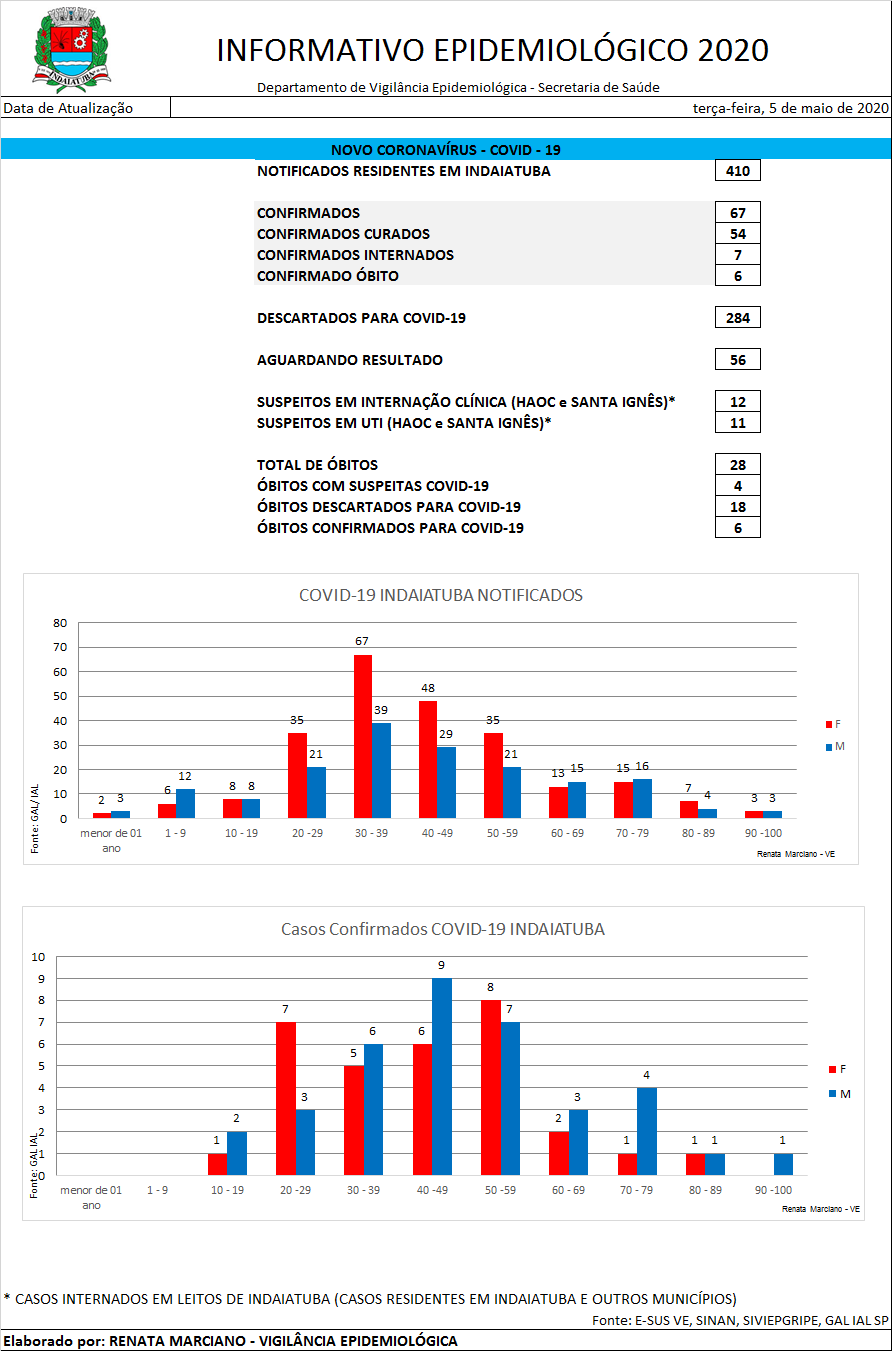 INDAIATUBA
INFORMATIVO EPIDEMIOLÓGICO 2020
Departamento de Vigilância Epidemiológica - Secretaria de Saúde
Data de Atualização terça-feira, 5 de maio de 2020
NOVO CORONAVÍRUS - COVID - 19
NOTIFICADOS RESIDENTES EM INDAIATUBA 410
CONFIRMADOS 67
CONFIRMADOS CURADOS 54
CONFIRMADOS INTERNADOS 7
CONFIRMADO ÓBITO 6
DESCARTADOS PARA COVID-19 284
AGUARDANDO RESULTADO 56
SUSPEITOS EM INTERNAÇÃO CLÍNICA (HAOC e SANTA IGNÊS)* 12
SUSPEITOS EM UTI (HAOC e SANTA IGNÊS)* 11
TOTAL DE ÓBITOS 28
ÓBITOS COM SUSPEITAS COVID-19 4
ÓBITOS DESCARTADOS PARA COVID-19 18
ÓBITOS CONFIRMADOS PARA COVID-19 6
COVID-19 INDAIATUBA NOTIFICADOS
80
70
60
50
40
30
20
10
0
2 3 6 12 8 8 35 21 67 39 48 29 35 21 13 15 15 16 7 4 3 3
F
M
menor de 01 1 - 9 10 - 19 20 -29 30 - 39 40 -49 50 -59 60 - 69 70 - 79 80 - 89 90 -100
ano
Fonte: GAL/ IAL
Renata Marciano - VE
Casos Confirmados COVID-19 INDAIATUBA
10
9
8
7
6
5
4
3
2
1
0
1 2 7 3 5 6 6 9 8 7 2 3 1 4 1 1 1
F
M
menor de 01 1 - 9 10 - 19 20 -29 30 - 39 40 -49 50 -59 60 - 69 70 - 79 80 - 89 90 -100
ano
Fonte: GAL IAL
Renata Marciano - VE
* CASOS INTERNADOS EM LEITOS DE INDAIATUBA (CASOS RESIDENTES EM INDAIATUBA E OUTROS MUNICÍPIOS)
Fonte: E-SUS VE, SINAN, SIVIEPGRIPE, GAL IAL SP
Elaborado por: RENATA MARCIANO - VIGILÂNCIA EPIDEMIOLÓGICA